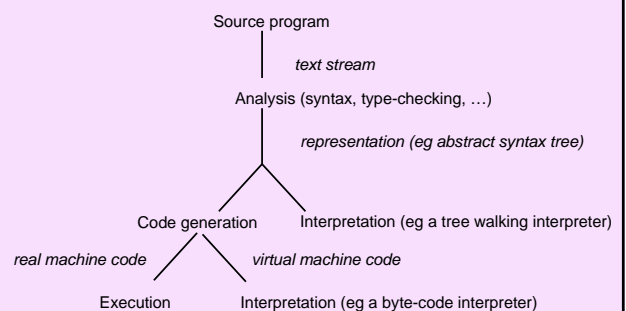 Source program
text stream
Analysis (syntax, type-checking, …)
representation (eg abstract syntax tree)
Code generation
Interpretation (eg a tree walking interpreter)
real machine code
virtual machine code
Execution
Interpretation (eg a byte-code interpreter)